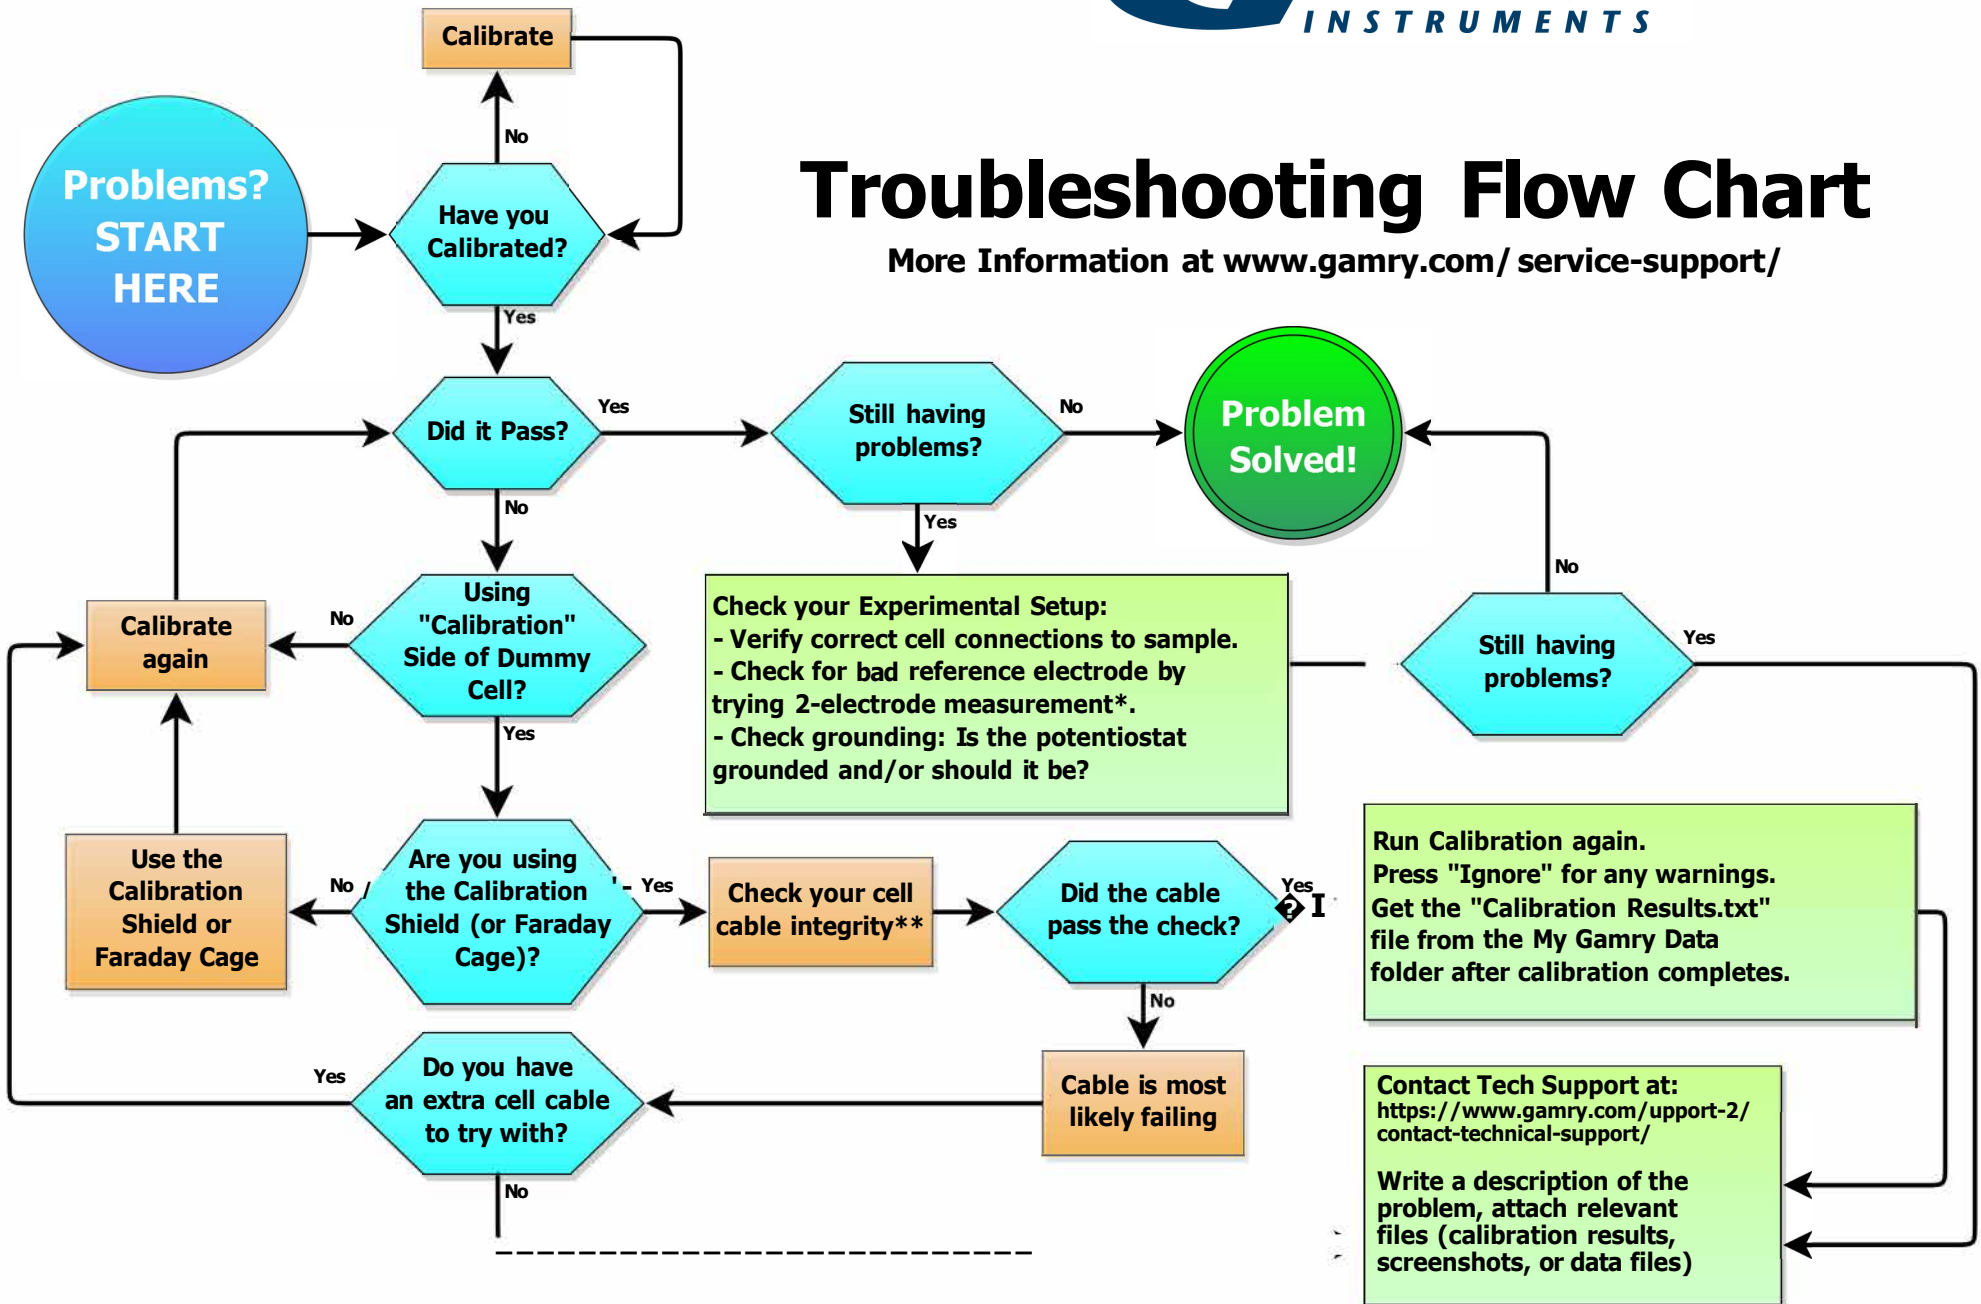 INSTRUMENTS
Troubleshooting Flow Chart
More Information at www.gamry.com/ service-support/
Problems?
START
HERE
Calibrate
No
Have you
Calibrated?
Yes
Did it Pass?
Yes
No
Still having
problems?
No
Yes
Problem
Solved!
Using
"Calibration"
Side of Dummy
Cell?
No
Yes
Calibrate
again
Check your Experimental Setup:
- Verify correct cell connections to sample.
- Check for bad reference electrode by
trying 2-electrode measurement*.
- Check grounding: Is the potentiostat
grounded and/or should it be?
No
Still having
problems?
Yes
Use the
Calibration
Shield or
Faraday Cage
No
Are you using
the Calibration
Shield (or Faraday
Cage)?
Yes
Check your cell
cable integrity**
Did the cable
pass the check?
Yes
No
Run Calibration again.
Press "Ignore" for any warnings.
Get the "Calibration Results.txt"
file from the My Gamry Data
folder after calibration completes.
Yes
Do you have
an extra cell cable
to try with?
No
Cable is most
likely failing
Contact Tech Support at:
https://www.gamry.com/upport-2/
contact-technical-support/
Write a description of the
problem, attach relevant
files (calibration results,
screenshots, or data files)